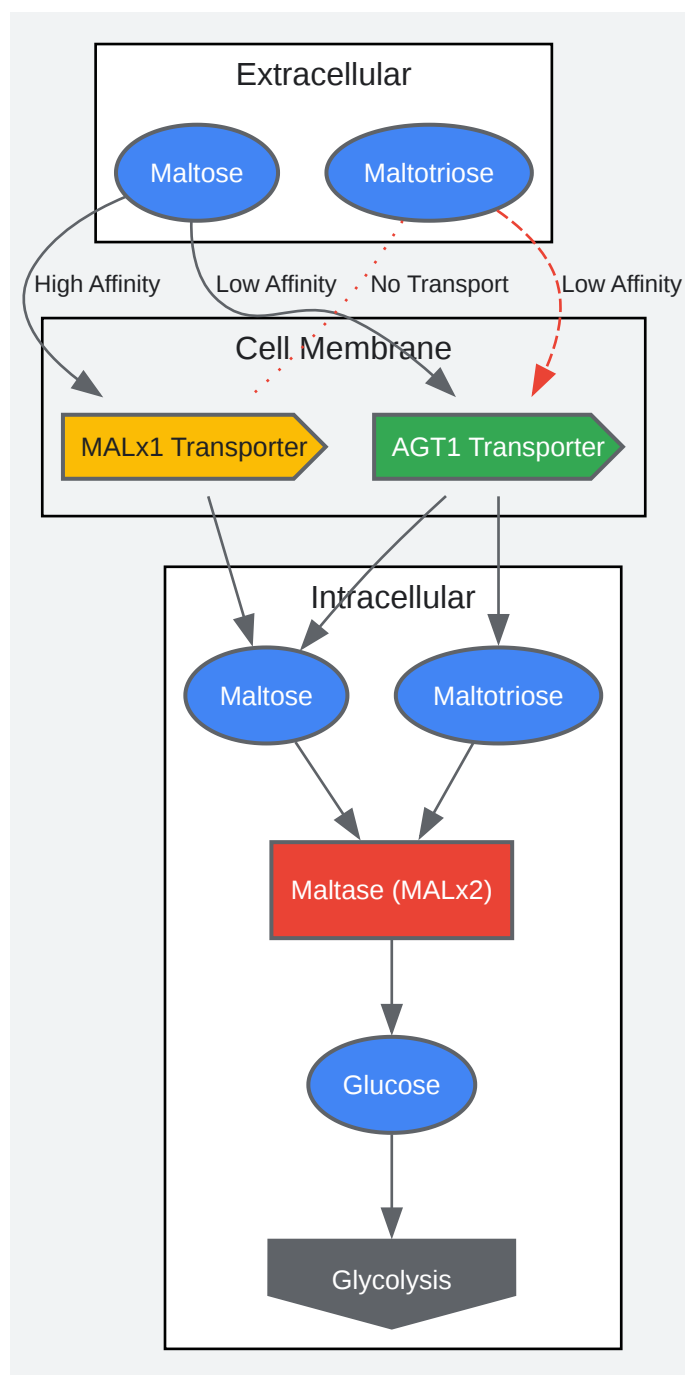 Extracellular
Maltose
Maltotriose
High Affinity
Low Affinity
No Transport
Low Affinity
Cell Membrane
MALx1 Transporter
AGT1 Transporter
Intracellular
Maltose
Maltotriose
Maltase (MALx2)
Glucose
Glycolysis